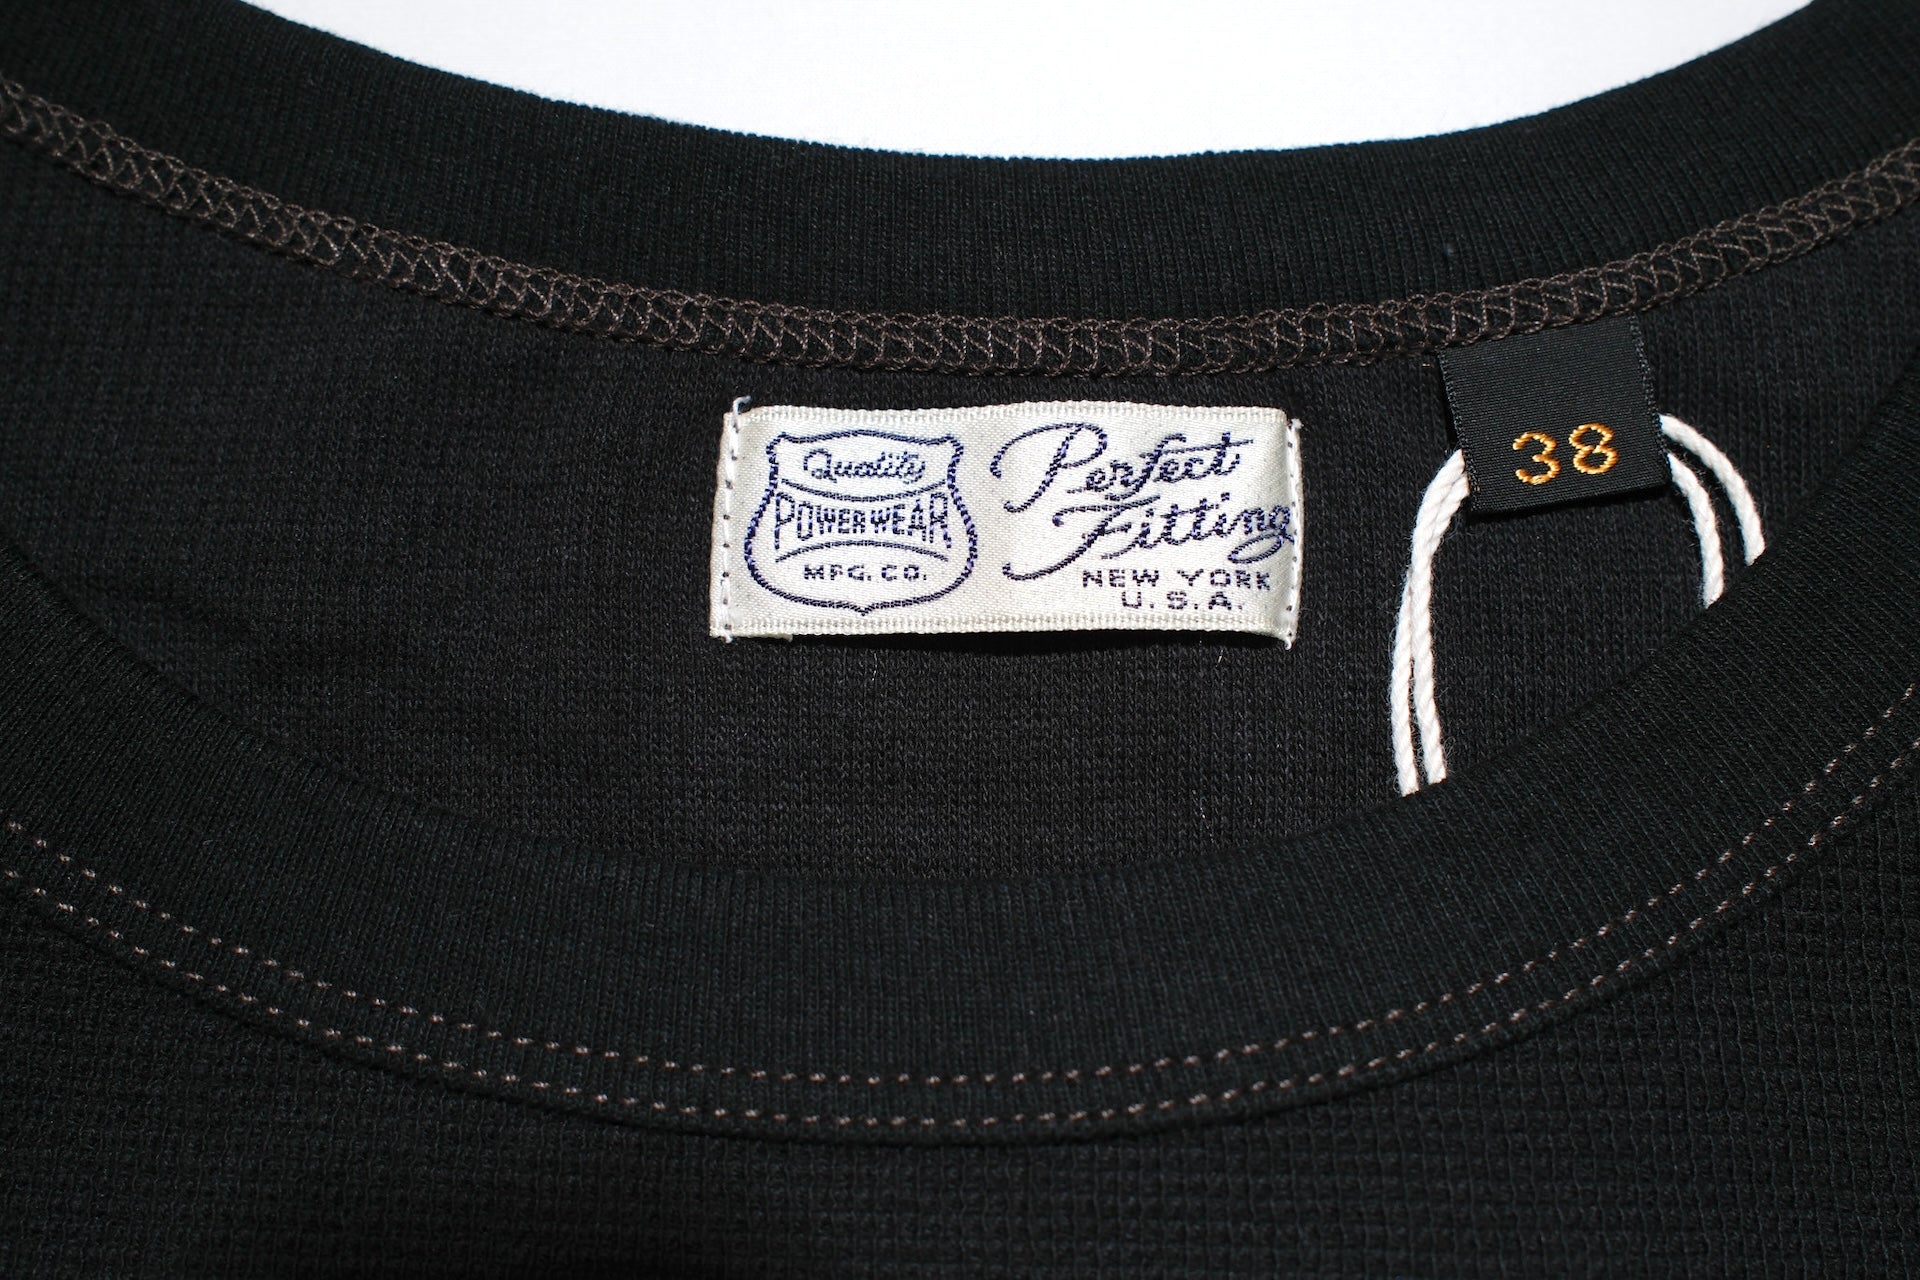 Quality
POWERWEAR
MFG. CO.
Perfect
Fitting
NEW YORK
U.S.A.
38